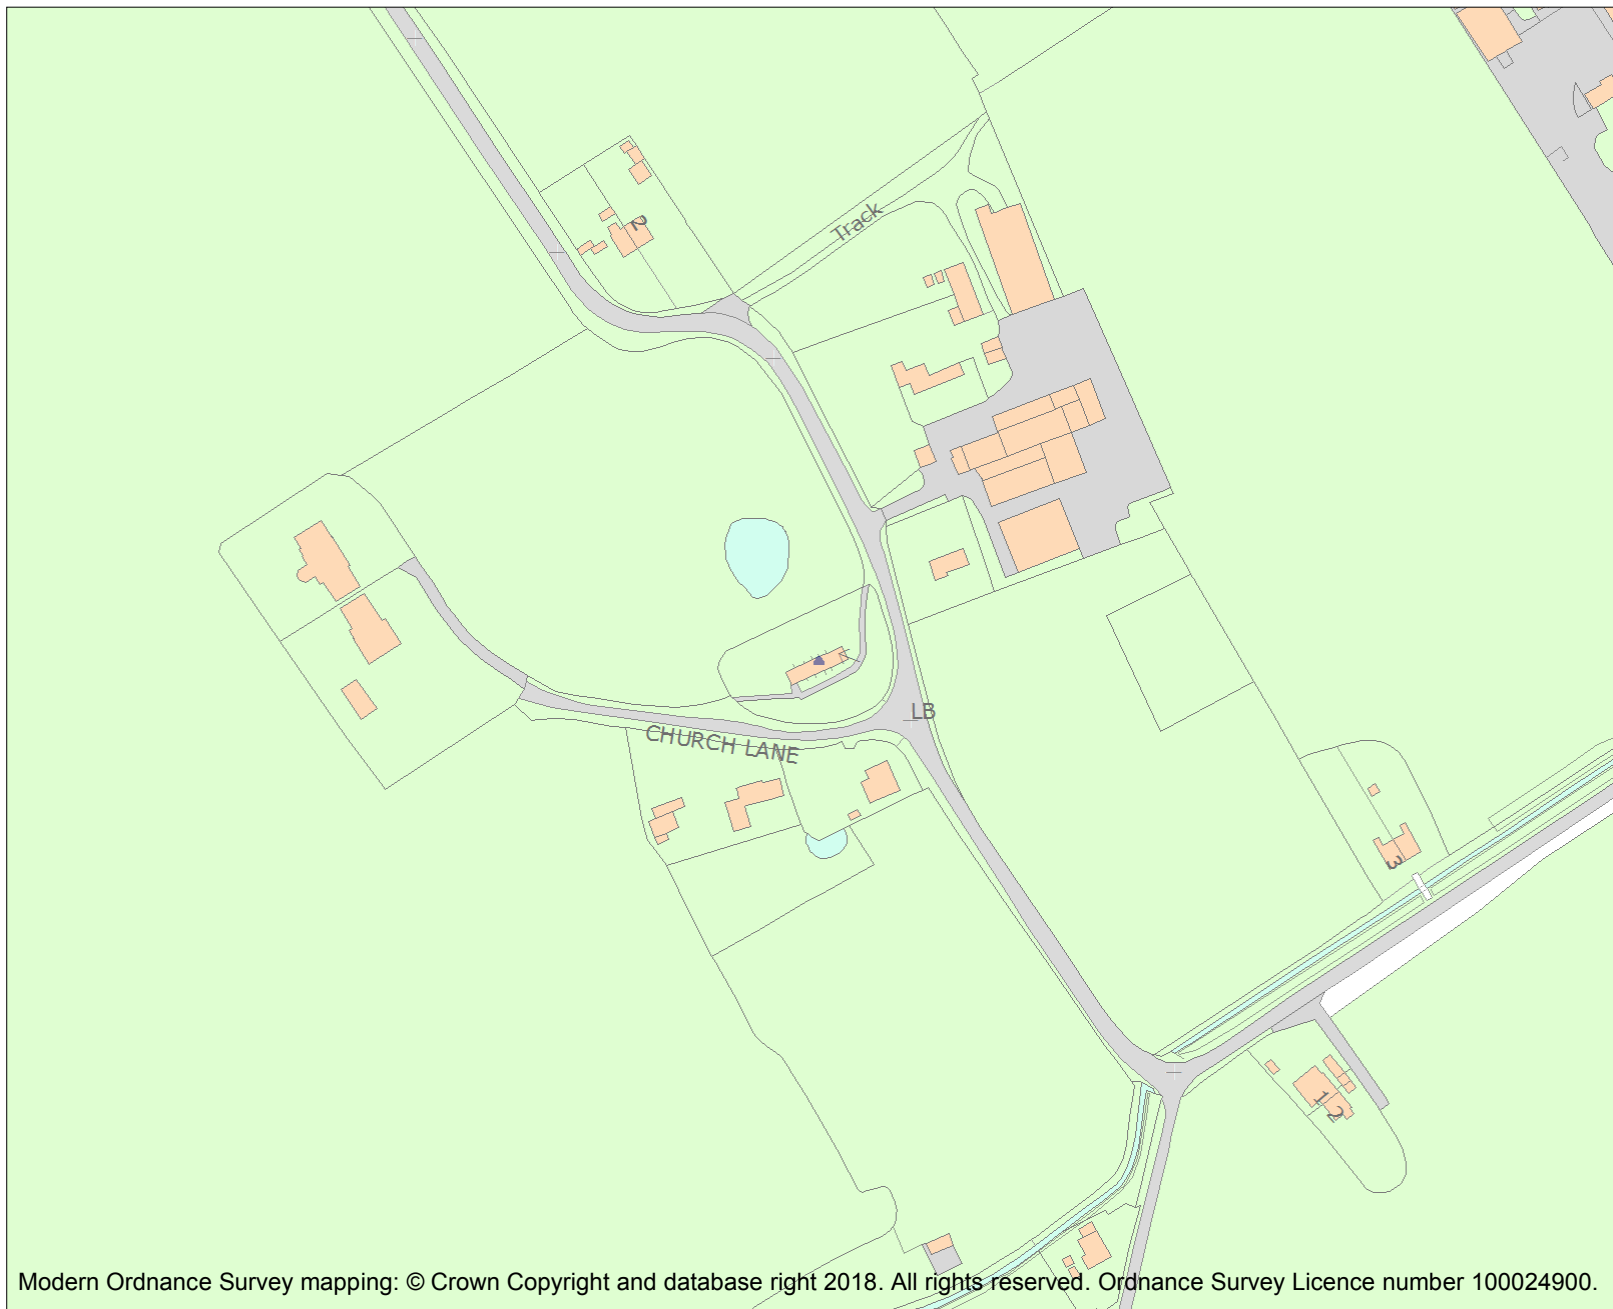 2
Track
LB
CHURCH LANE
3
1
2
Modern Ordnance Survey mapping: © Crown Copyright and database right 2018. All rights reserved. Ordnance Survey Licence number 100024900.